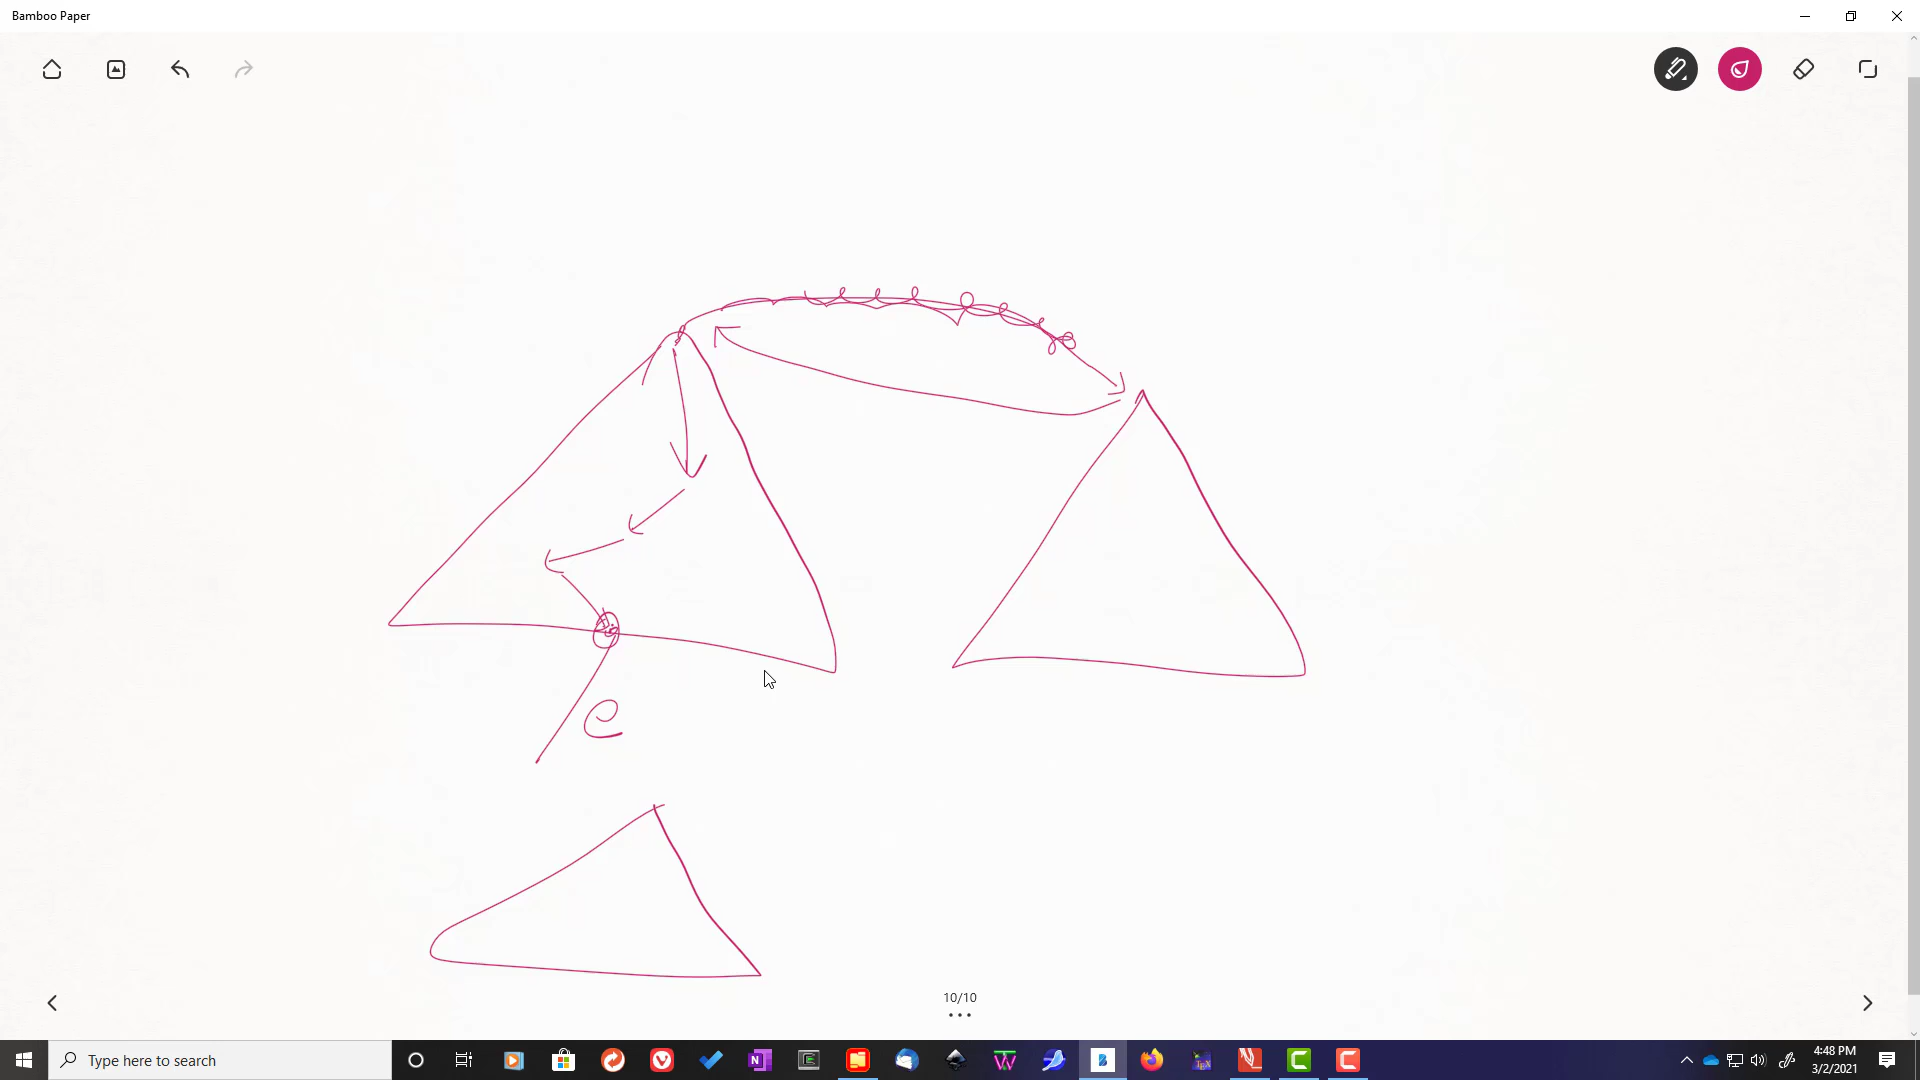 Bamboo Paper
e
10/10
Type here to search
4:48 PM
3/2/2021